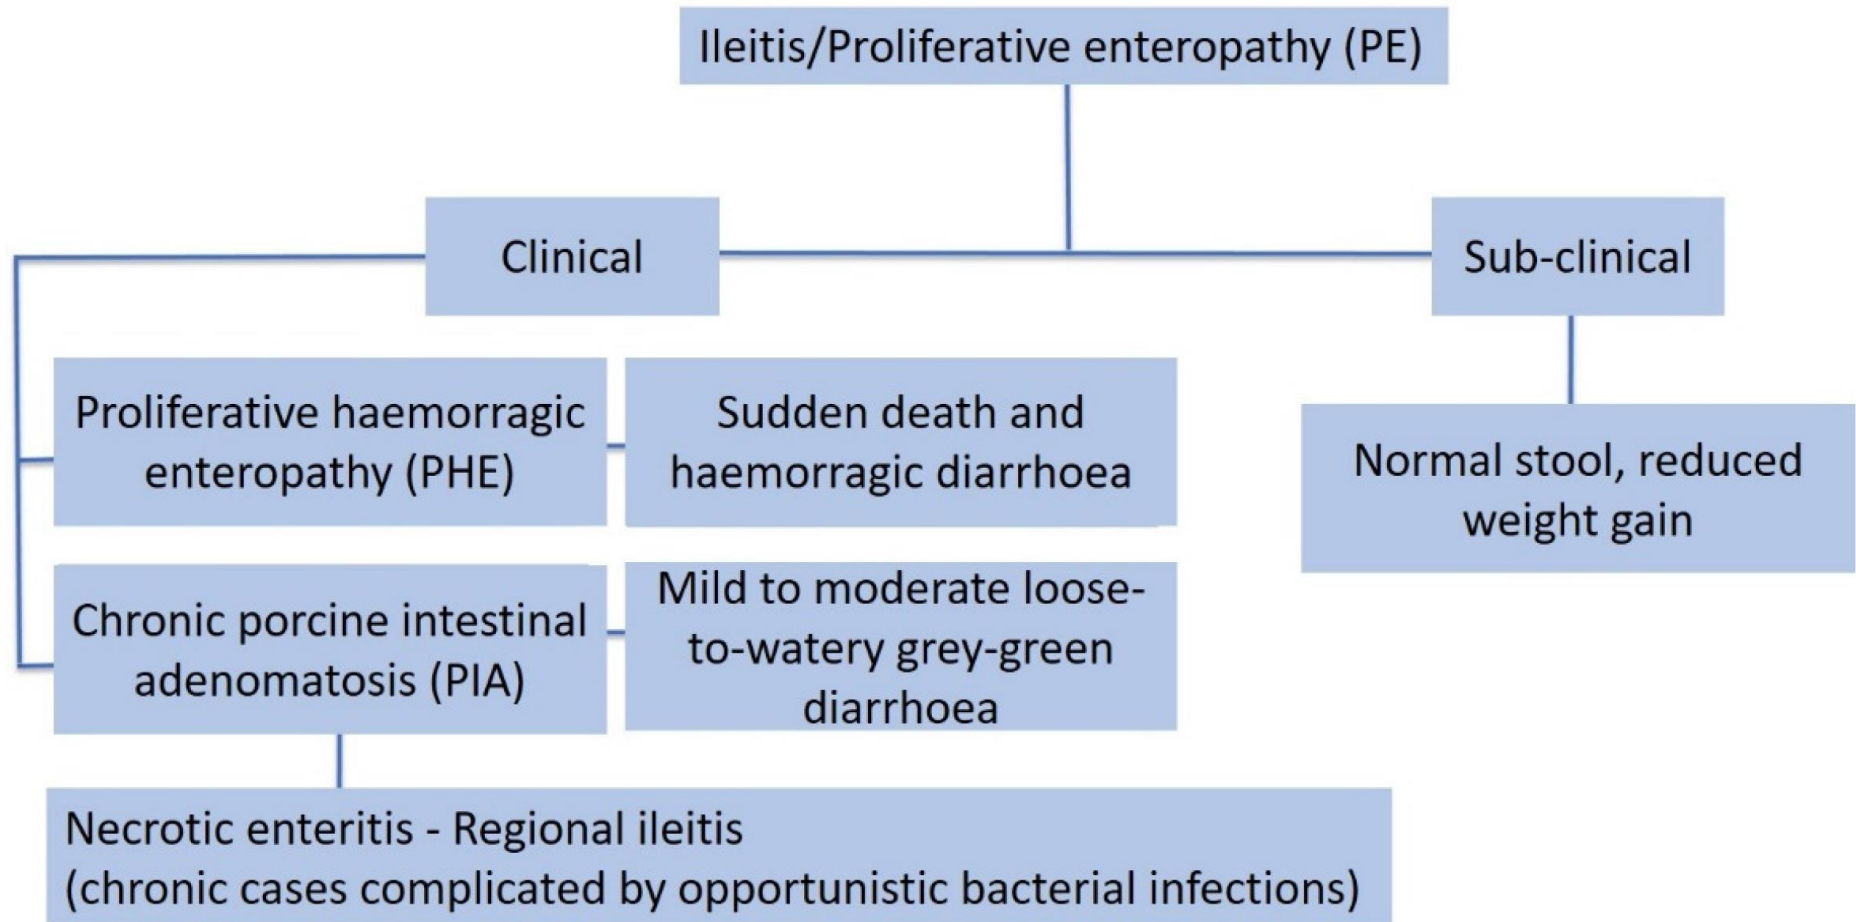 Ileitis/Proliferative enteropathy (PE)
Clinical
Sub-clinical
Proliferative haemorragic
enteropathy (PHE)
Sudden death and
haemorragic diarrhoea
Normal stool, reduced
weight gain
Chronic porcine intestinal
adenomatosis (PIA)
Mild to moderate loose-
to-watery grey-green
diarrhoea
Necrotic enteritis - Regional ileitis
(chronic cases complicated by opportunistic bacterial infections)